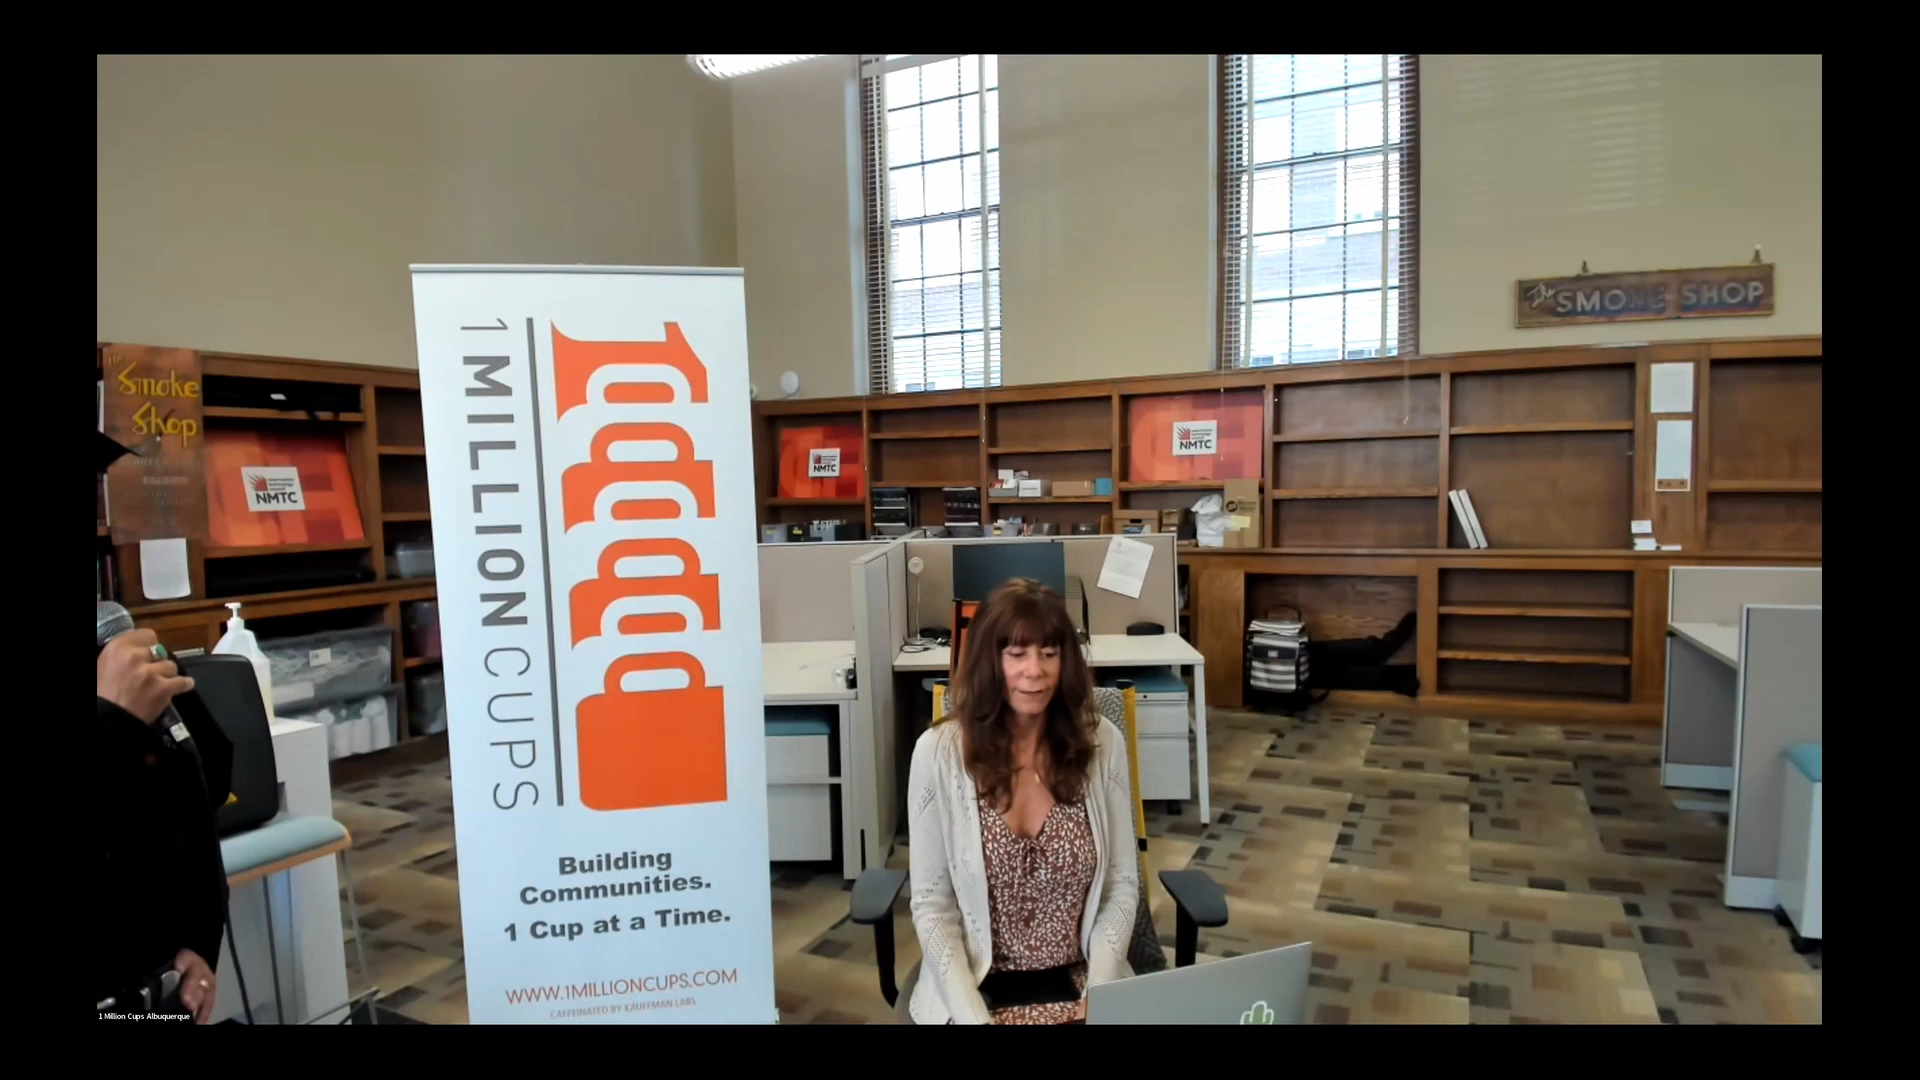 The
SMOKE SHOP
The
Smoke
Shop
NMTC
NMTC
NMTC
1 MILLION CUPS
Building
Communities.
1 Cup at a Time.
WWW.1MILLIONCUPS.COM
CAFFEINATED BY KAUFFMAN LABS
1 Million Cups Albuquerque